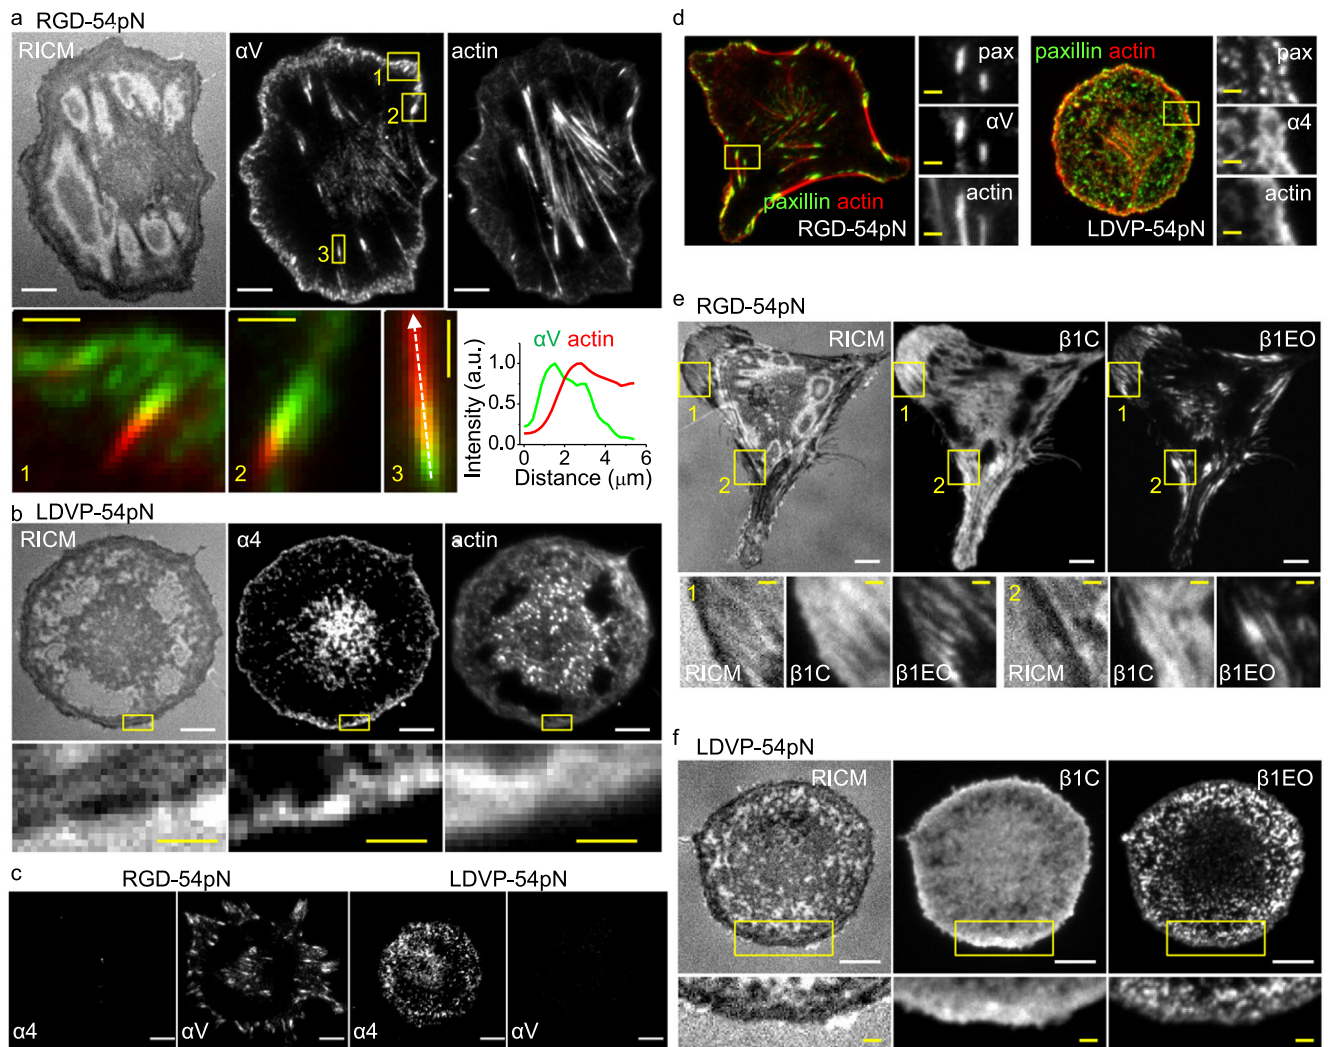 a
RGD-54pN
RICM
αV
actin
1
2
3
1
2
3
αV actin
Intensity (a.u.)
1.0
0.5
0.0
0 2 4 6
Distance (μm)
b
LDVP-54pN
RICM
α4
actin
c
RGD-54pN
LDVP-54pN
α4
αV
α4
αV
d
paxillin actin
RGD-54pN
pax
αV
actin
paxillin actin
LDVP-54pN
pax
α4
actin
e
RGD-54pN
RICM
β1C
β1EO
1
2
1
2
1
2
1
RICM
β1C
β1EO
2
RICM
β1C
β1EO
f
LDVP-54pN
RICM
β1C
β1EO